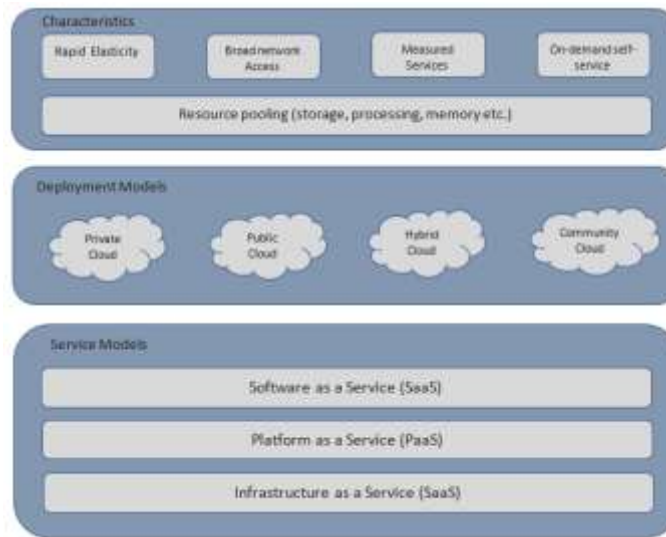 Characteristics
Rapid Elasticity
Broad network
Access
Measured
Services
On-demand self-
service
Resource pooling (storage, processing, memory etc.)
Deployment Models
Private
Cloud
Public
Cloud
Hybrid
Cloud
Community
Cloud
Service Models
Software as a Service (SaaS)
Platform as a Service (PaaS)
Infrastructure as a Service (SaaS)